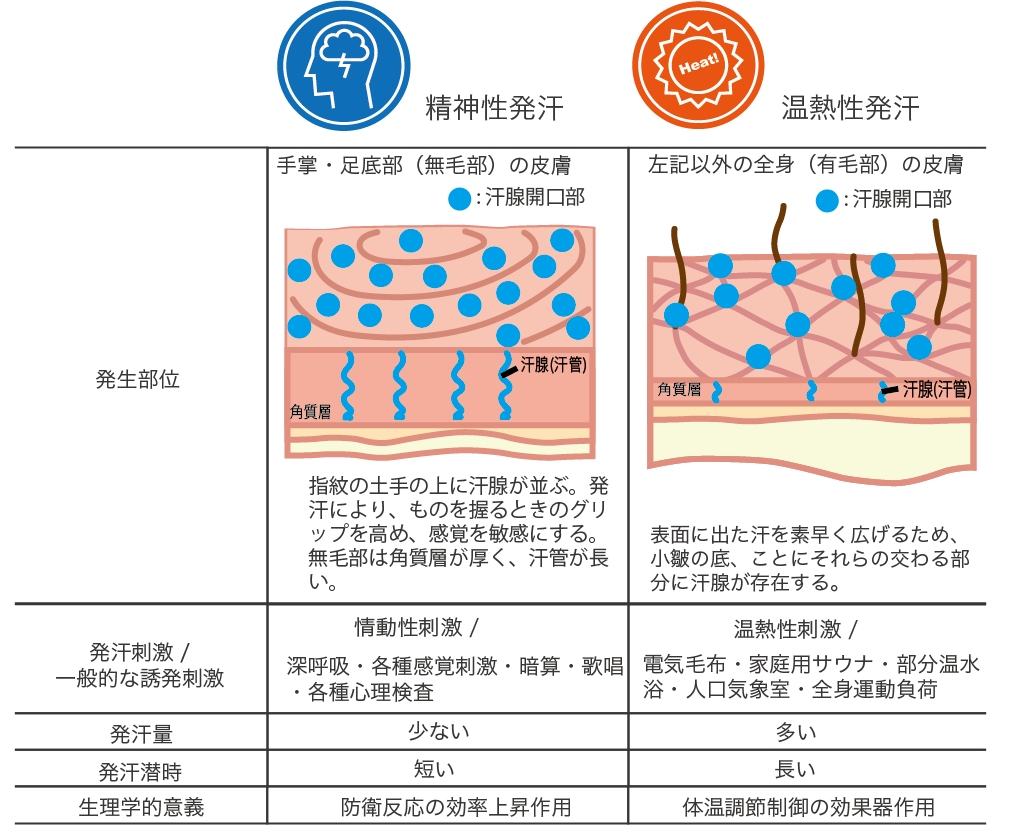 Heat!
精神性発汗
温熱性発汗
発生部位
手掌・足底部（無毛部）の皮膚
：汗腺開口部
汗腺(汗管)
角質層
指紋の土手の上に汗腺が並ぶ。発
汗により、ものを握るときのグリ
ップを高め、感覚を敏感にする。
無毛部は角質層が厚く、汗管が長
い。
左記以外の全身（有毛部）の皮膚
：汗腺開口部
角質層
汗腺(汗管)
表面に出た汗を素早く広げるため、
小皺の底、ことにそれらの交わる部
分に汗腺が存在する。
発汗刺激 /
一般的な誘発刺激
情動性刺激 /
深呼吸・各種感覚刺激・暗算・歌唱
・各種心理検査
温熱性刺激 /
電気毛布・家庭用サウナ・部分温水
浴・人口気象室・全身運動負荷
発汗量
少ない
多い
発汗潜時
短い
長い
生理学的意義
防衛反応の効率上昇作用
体温調節制御の効果器作用